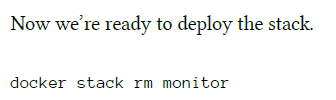 Now we’re ready to deploy the stack.
docker stack rm monitor